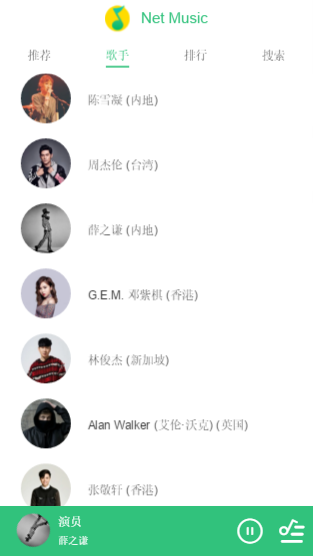 Net Music
推荐 歌手 排行 搜索
陈雪凝 (内地)
周杰伦 (台湾)
薛之谦 (内地)
G.E.M. 邓紫棋 (香港)
林俊杰 (新加坡)
Alan Walker (艾伦·沃克) (英国)
张敬轩 (香港)
演员
薛之谦